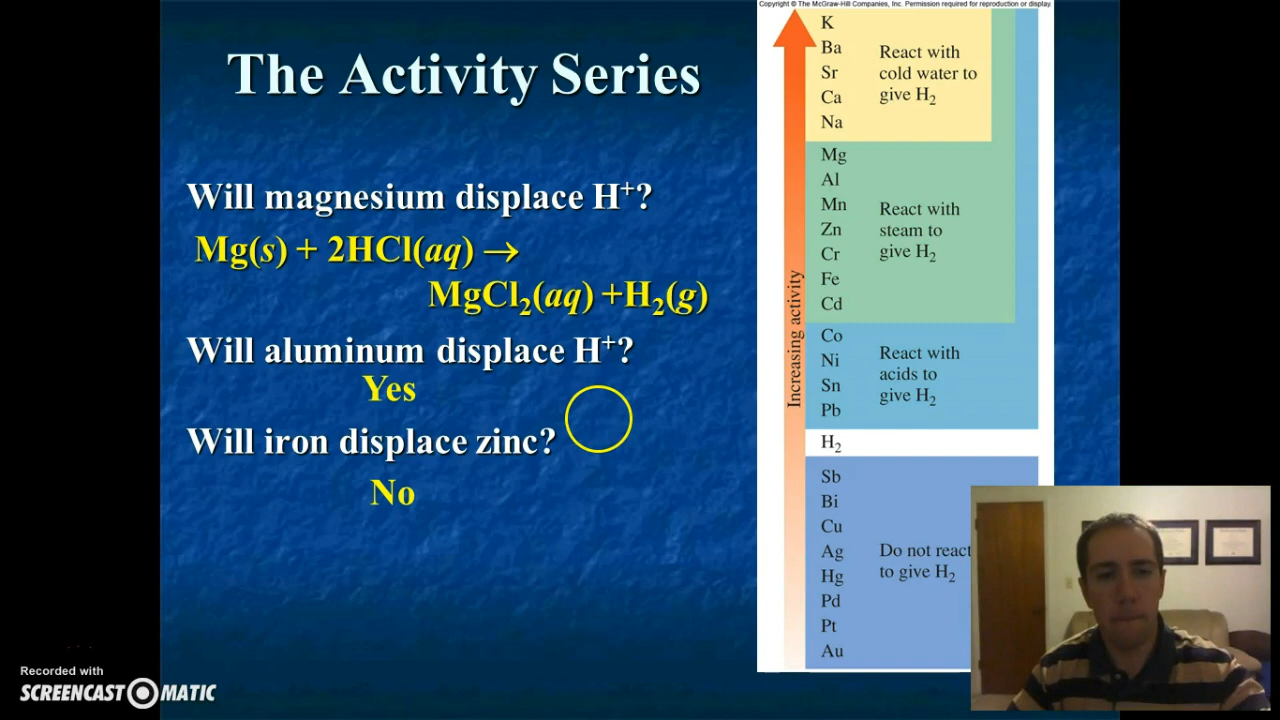 Copyright © The McGraw-Hill Companies, Inc. Permission required for reproduction or display.
The Activity Series
Will magnesium displace H⁺?
Mg(s) + 2HCl(aq) →
MgCl₂(aq) +H₂(g)
Will aluminum displace H⁺?
Yes
Will iron displace zinc?
No
Increasing activity
K
Ba
Sr
Ca
Na
React with
cold water to
give H₂
Mg
Al
Mn
Zn
Cr
Fe
Cd
React with
steam to
give H₂
Co
Ni
Sn
Pb
React with
acids to
give H₂
H₂
Sb
Bi
Cu
Ag
Hg
Pd
Pt
Au
Do not react
to give H₂
Recorded with
SCREENCAST MATIC